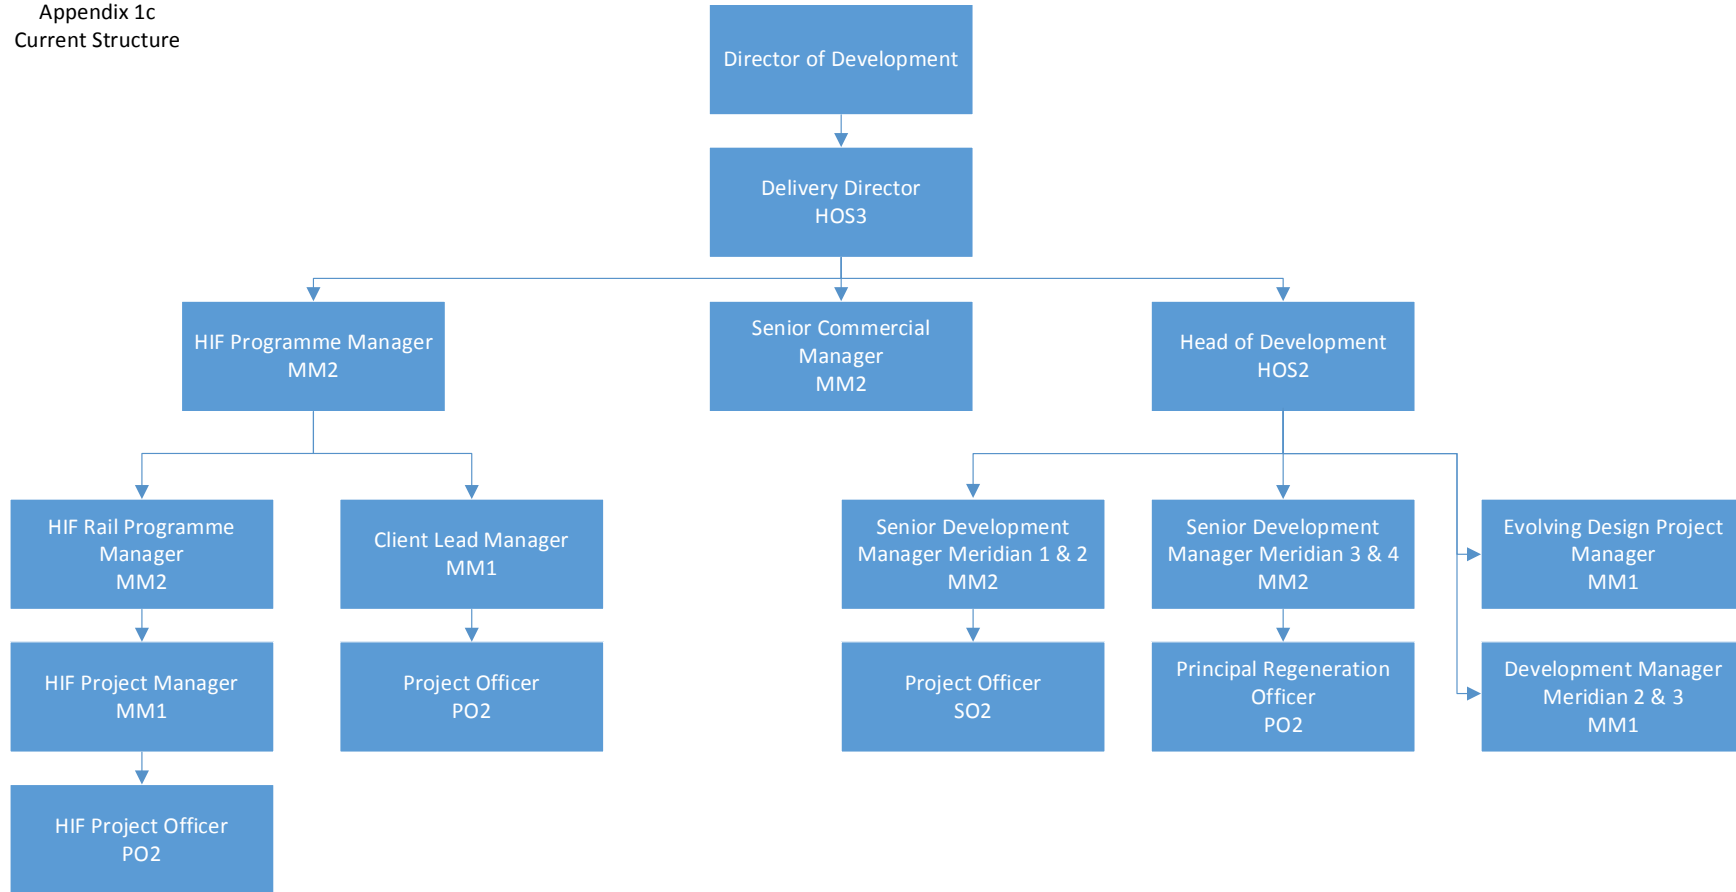 Appendix 1c
Current Structure
Director of Development
Delivery Director
HOS3
HIF Programme Manager
MM2
Senior Commercial
Manager
MM2
Head of Development
HOS2
HIF Rail Programme
Manager
MM2
Client Lead Manager
MM1
Senior Development
Manager Meridian 1 & 2
MM2
Senior Development
Manager Meridian 3 & 4
MM2
Evolving Design Project
Manager
MM1
HIF Project Manager
MM1
Project Officer
PO2
Project Officer
SO2
Principal Regeneration
Officer
PO2
Development Manager
Meridian 2 & 3
MM1
HIF Project Officer
PO2